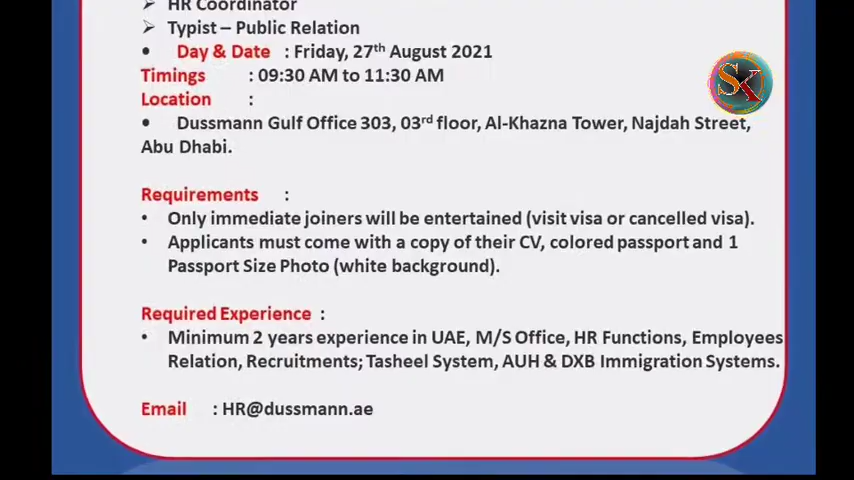 ➢ HR Coordinator
➢ Typist – Public Relation
• Day & Date : Friday, 27th August 2021
Timings : 09:30 AM to 11:30 AM
Location :
• Dussmann Gulf Office 303, 03rd floor, Al-Khazna Tower, Najdah Street,
Abu Dhabi.
Requirements :
• Only immediate joiners will be entertained (visit visa or cancelled visa).
• Applicants must come with a copy of their CV, colored passport and 1
Passport Size Photo (white background).
Required Experience :
• Minimum 2 years experience in UAE, M/S Office, HR Functions, Employees
Relation, Recruitments; Tasheel System, AUH & DXB Immigration Systems.
Email : HR@dussmann.ae
SK